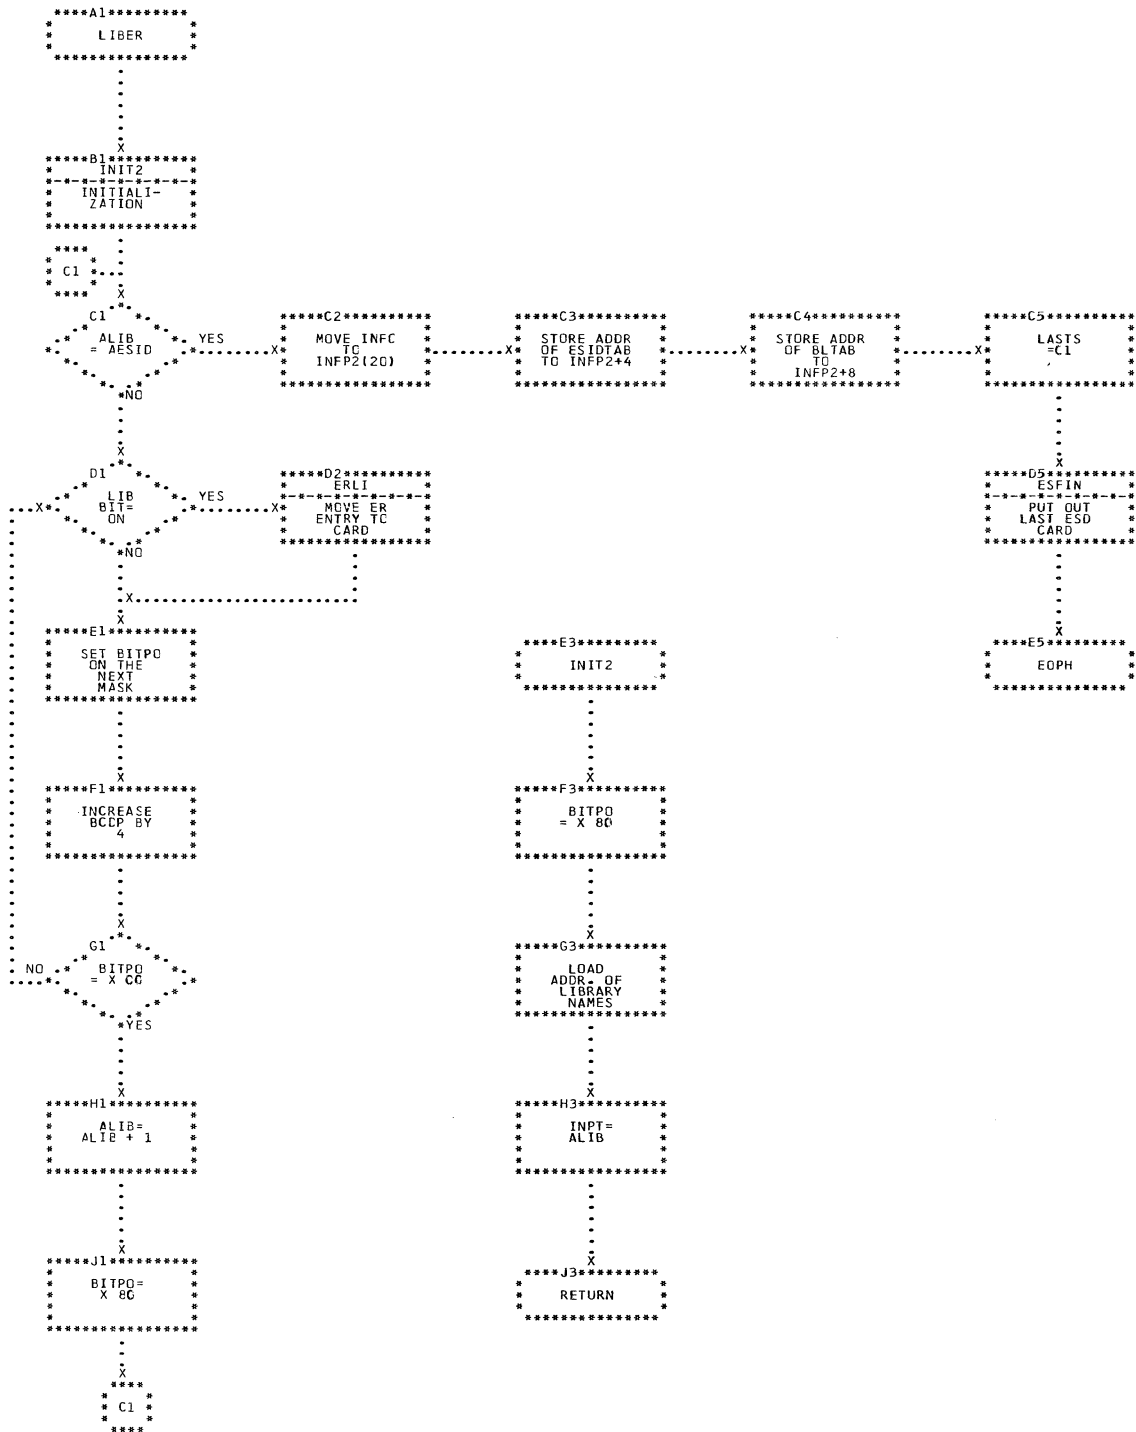 A1
LIBER
B1
INIT2
INITIALI-
ZATION
C1
C1
ALIB
= AESID
YES
NO
C2
MOVE INFC
TO
INFP2(20)
C3
STORE ADDR
OF ESIDTAB
TO INFP2+4
C4
STORE ADDR
OF BLTAB
TO
INFP2+8
C5
LASTS
=C1
D1
LIB
BIT=
ON
YES
NO
D2
ERLI
MOVE ER
ENTRY TO
CARD
D5
ESFIN
PUT OUT
LAST ESD
CARD
E1
SET BITPO
ON THE
NEXT
MASK
E3
INIT2
E5
EOPH
F1
INCREASE
BCDP BY
4
F3
BITPO
= X 80
G1
BITPO
= X 00
NO
YES
G3
LOAD
ADDR. OF
LIBRARY
NAMES
H1
ALIB=
ALIB + 1
H3
INPT=
ALIB
J1
BITPO=
X 80
J3
RETURN
C1